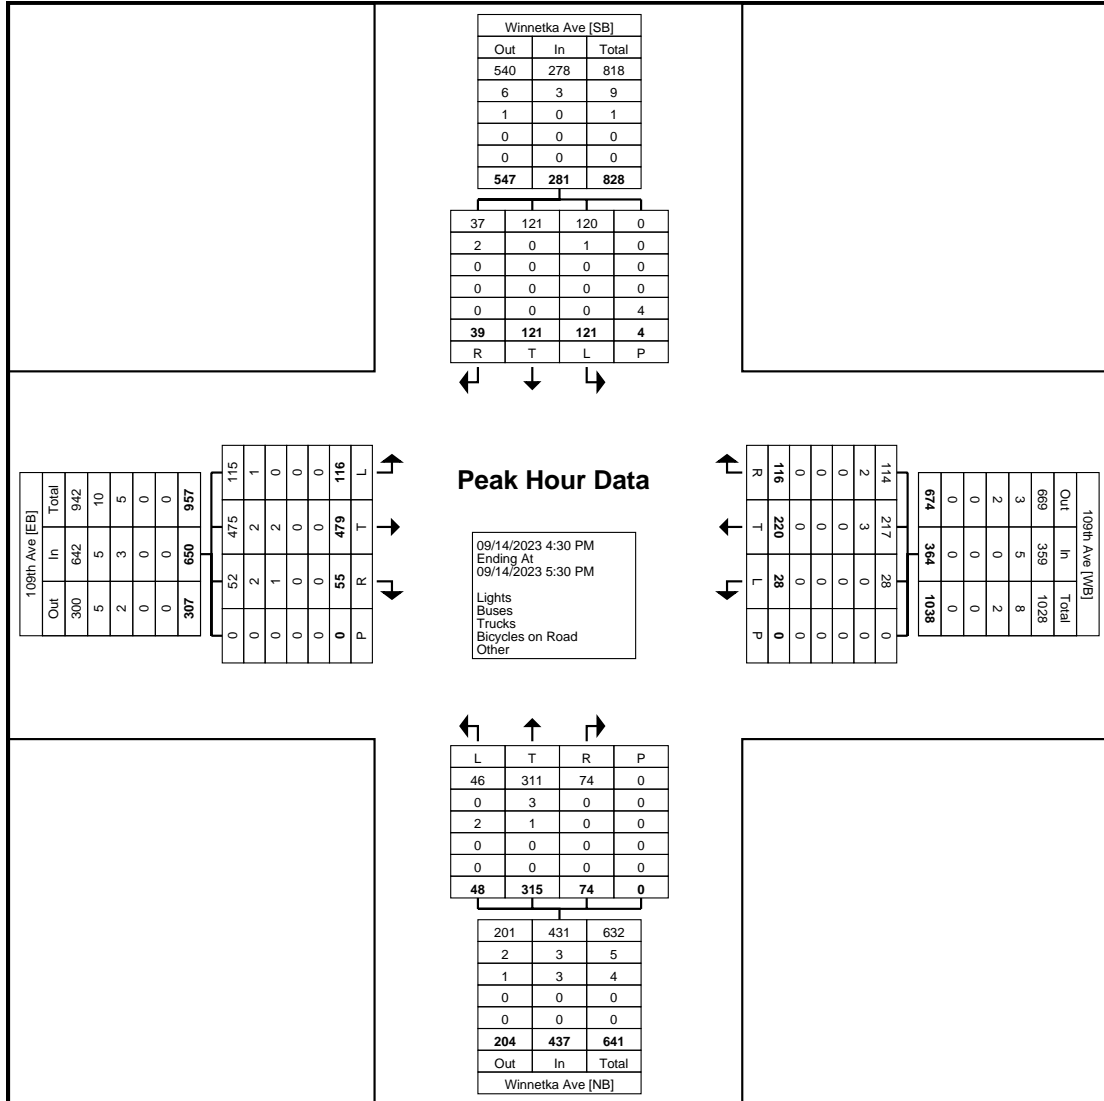 Winnetka Ave [SB]
Out In Total
540 278 818
6 3 9
1 0 1
0 0 0
0 0 0
547 281 828
37 121 120 0
2 0 1 0
0 0 0 0
0 0 0 0
0 0 0 4
39 121 121 4
R T L P
109th Ave [EB]
Total In Out
942 642 300
10 5 5
5 3 2
0 0 0
0 0 0
957 650 307
115 475 52 0
1 2 2 0
0 2 1 0
0 0 0 0
0 0 0 0
116 479 55 0
L T R P
Peak Hour Data
09/14/2023 4:30 PM
Ending At
09/14/2023 5:30 PM
Lights
Buses
Trucks
Bicycles on Road
Other
R T L P
116 220 28 0
0 0 0 0
0 0 0 0
0 0 0 0
2 3 0 0
114 217 28 0
674 364 1038
0 0 0
0 0 0
2 0 2
3 5 8
669 359 1028
Out In Total
109th Ave [WB]
L T R P
46 311 74 0
0 3 0 0
2 1 0 0
0 0 0 0
0 0 0 0
48 315 74 0
201 431 632
2 3 5
1 3 4
0 0 0
0 0 0
204 437 641
Out In Total
Winnetka Ave [NB]